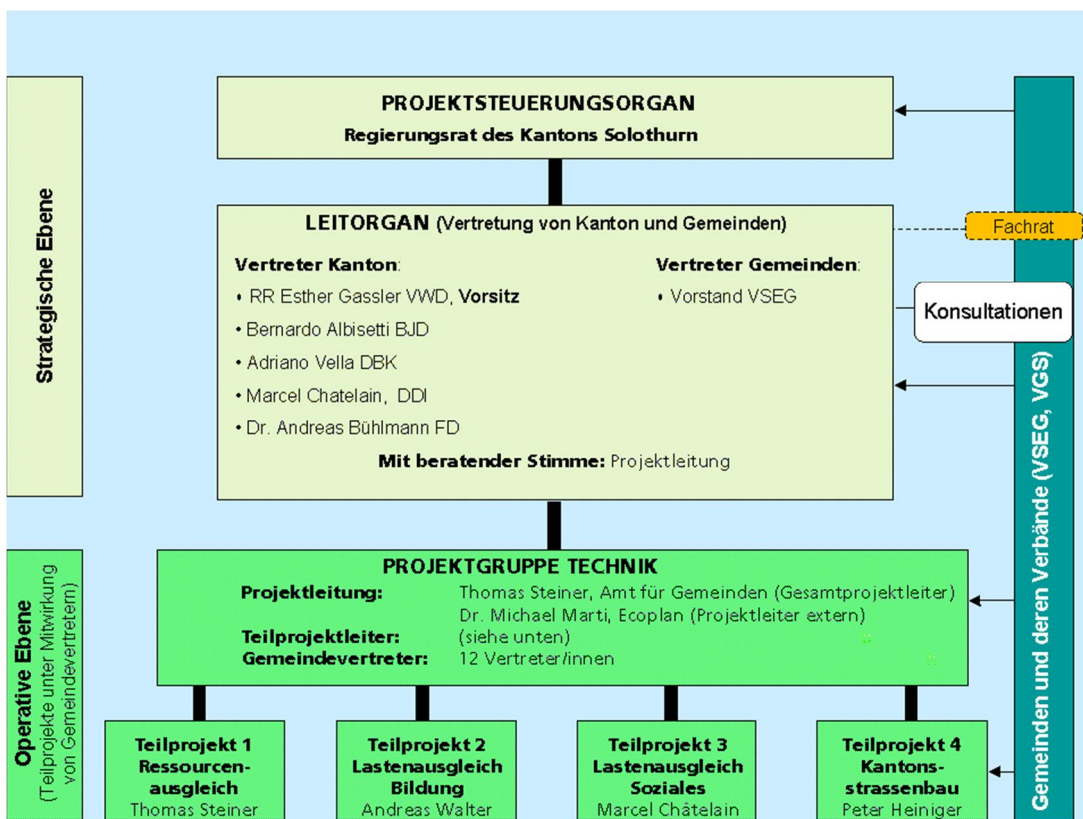 Strategische Ebene
PROJEKTSTEUERUNGSORGAN
Regierungsrat des Kantons Solothurn
LEITORGAN (Vertretung von Kanton und Gemeinden)
Vertreter Kanton:
• RR Esther Gassler VWD, Vorsitz
• Bernardo Albisetti BJD
• Adriano Vella DBK
• Marcel Chatelain, DDI
• Dr. Andreas Bühlmann FD
Vertreter Gemeinden:
• Vorstand VSEG
Mit beratender Stimme: Projektleitung
Fachrat
Konsultationen
Gemeinden und deren Verbände (VSEG, VGS)
Operative Ebene
(Teilprojekte unter Mitwirkung
von Gemeindevertretern)
PROJEKTGRUPPE TECHNIK
Projektleitung: Thomas Steiner, Amt für Gemeinden (Gesamtprojektleiter)
Dr. Michael Marti, Ecoplan (Projektleiter extern)
Teilprojektleiter: (siehe unten)
Gemeindevertreter: 12 Vertreter/innen
Teilprojekt 1
Ressourcen-
ausgleich
Thomas Steiner
Teilprojekt 2
Lastenausgleich
Bildung
Andreas Walter
Teilprojekt 3
Lastenausgleich
Soziales
Marcel Châtelain
Teilprojekt 4
Kantons-
strassenbau
Peter Heiniger